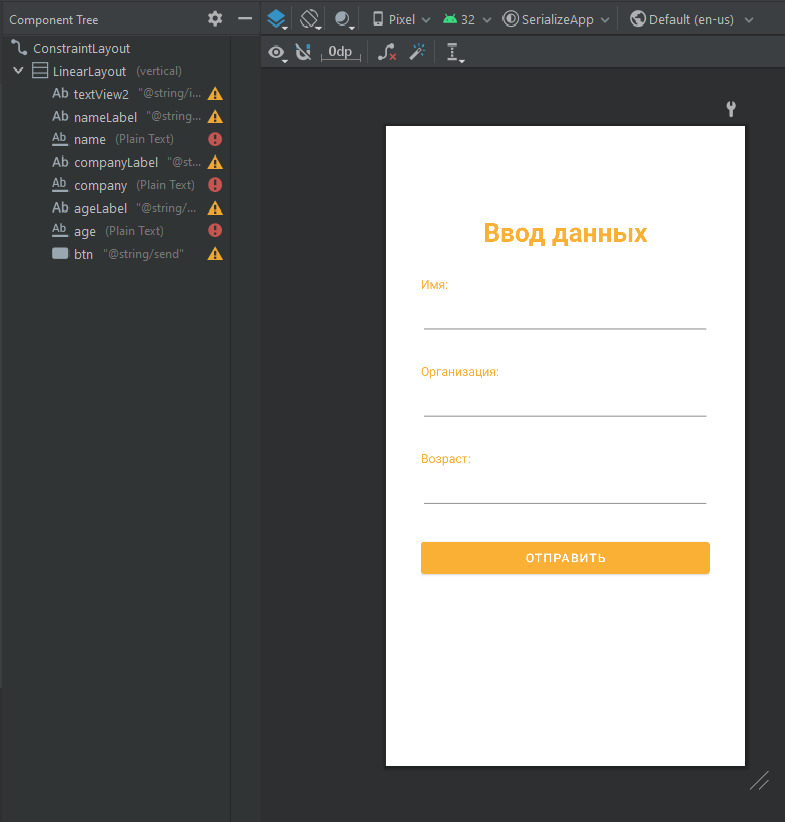 Component Tree
Pixel 32 SerializeApp Default (en-us)
0dp
ConstraintLayout
LinearLayout (vertical)
Ab textView2 "@string/i...
Ab nameLabel "@string...
Ab name (Plain Text)
Ab companyLabel "@st...
Ab company (Plain Text)
Ab ageLabel "@string/...
Ab age (Plain Text)
btn "@string/send"
Ввод данных
Имя:
Организация:
Возраст:
ОТПРАВИТЬ